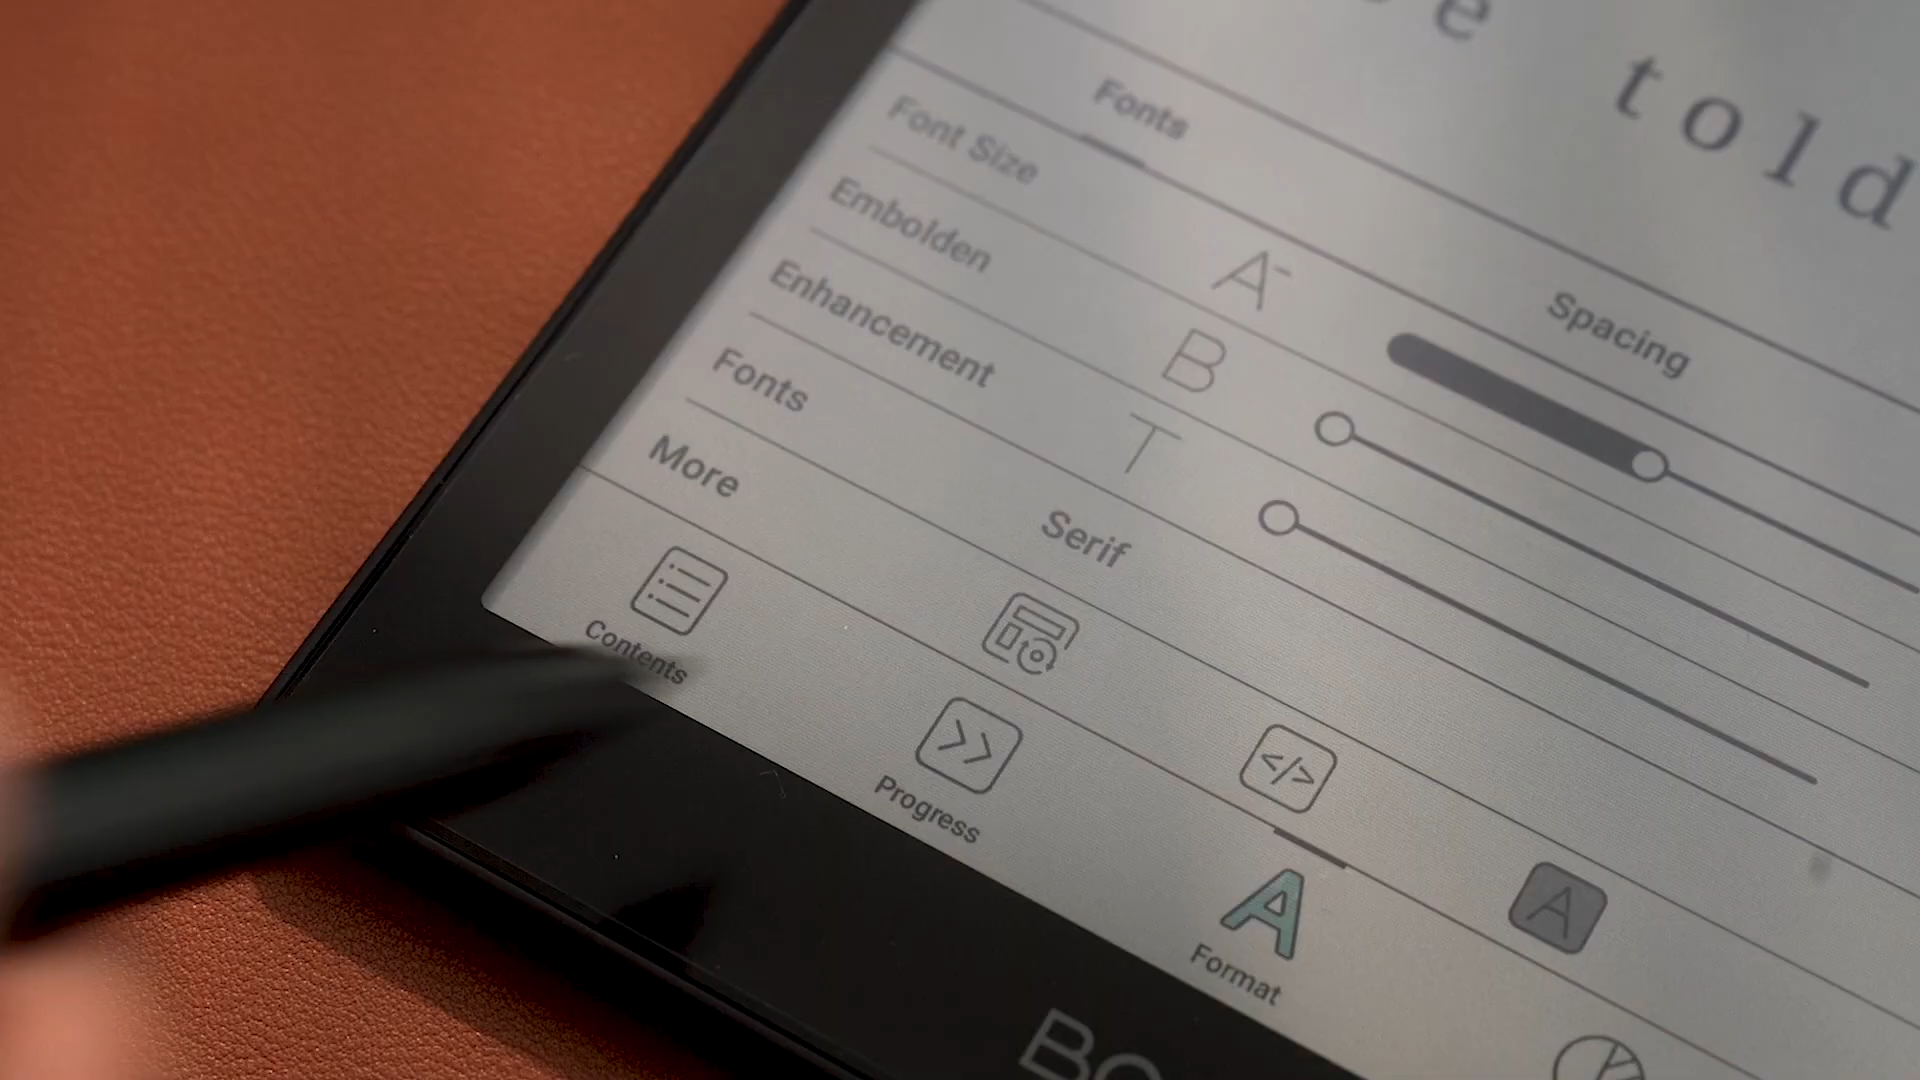 told
Fonts
Spacing
Font Size
A-
Embolden
B
Enhancement
T
Fonts
Serif
More
</>
A
Contents
Progress
Format